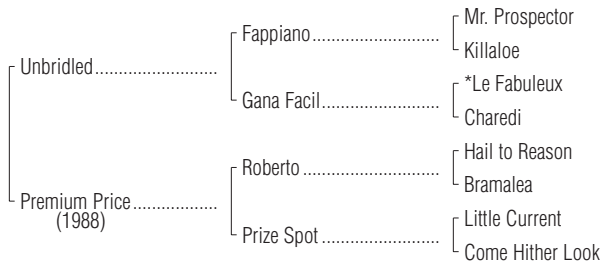 Mr. Prospector
Fappiano
Killaloe
Unbridled
*Le Fabuleux
Gana Facil
Charedi
Hail to Reason
Roberto
Bramalea
Premium Price
(1988)
Little Current
Prize Spot
Come Hither Look